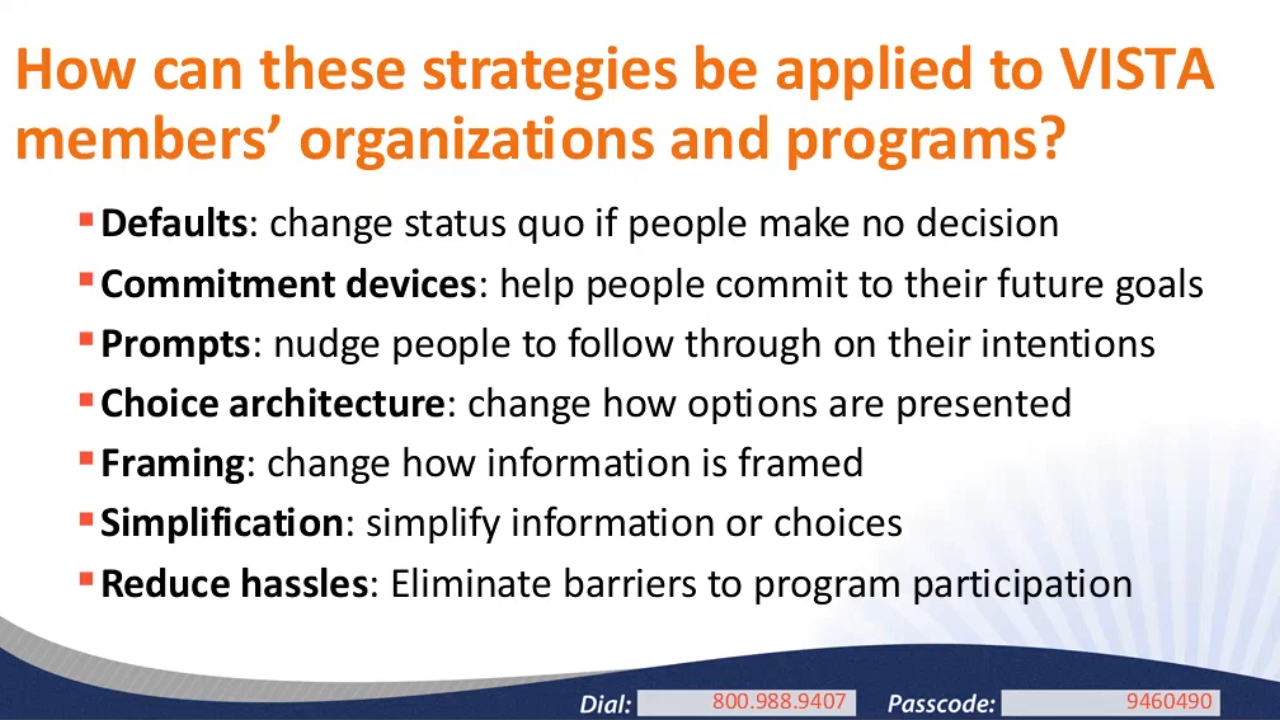 How can these strategies be applied to VISTA
members’ organizations and programs?
▪Defaults: change status quo if people make no decision
▪Commitment devices: help people commit to their future goals
▪Prompts: nudge people to follow through on their intentions
▪Choice architecture: change how options are presented
▪Framing: change how information is framed
▪Simplification: simplify information or choices
▪Reduce hassles: Eliminate barriers to program participation
Dial: 800.988.9407 Passcode: 9460490